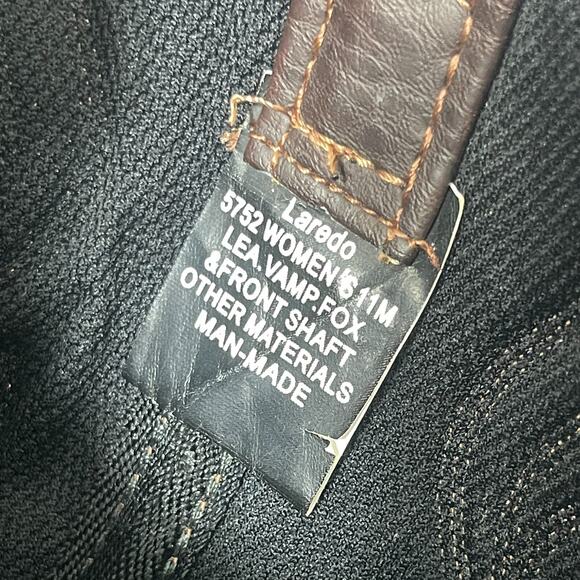 Laredo
5752 WOMEN'S 11M
LEA.VAMP.FOX
&FRONT SHAFT
OTHER MATERIALS
MAN-MADE